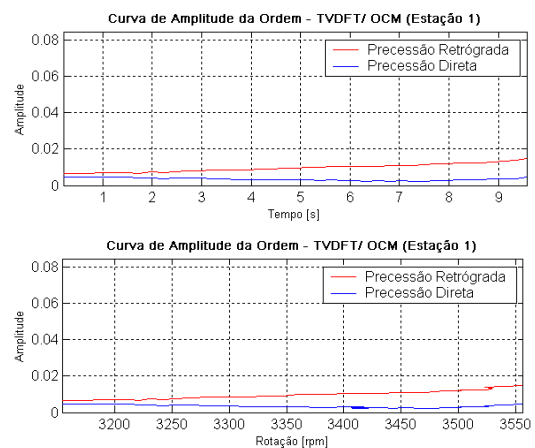 Curva de Amplitude da Ordem - TVDFT/ OCM (Estação 1)
0.08
0.06
0.04
0.02
0
Amplitude
Precessão Retrógrada
Precessão Direta
1 2 3 4 5 6 7 8 9
Tempo [s]
Curva de Amplitude da Ordem - TVDFT/ OCM (Estação 1)
0.08
0.06
0.04
0.02
0
Amplitude
Precessão Retrógrada
Precessão Direta
3200 3250 3300 3350 3400 3450 3500 3550
Rotação [rpm]